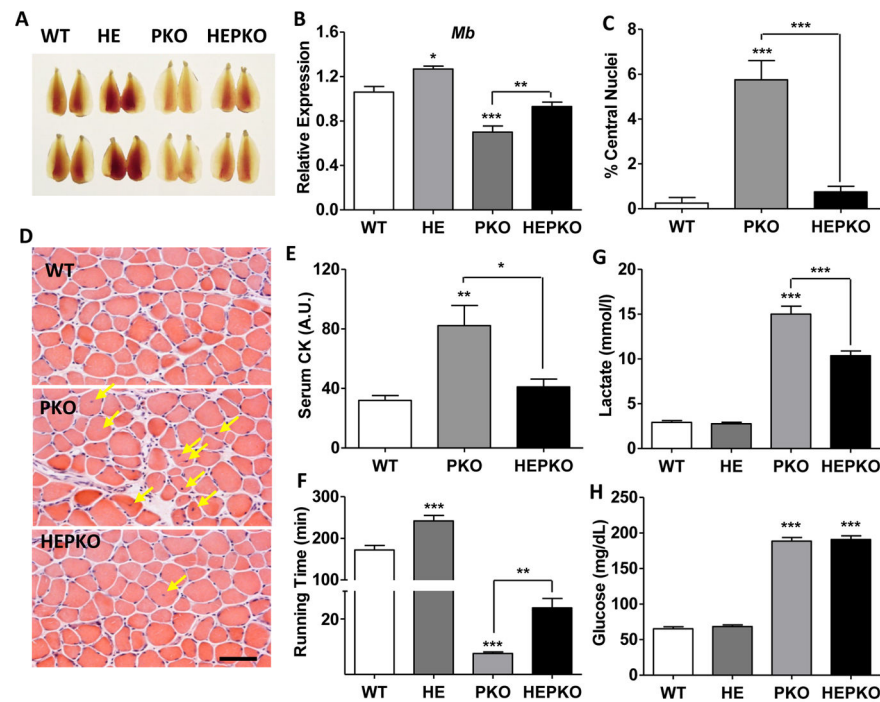 A
WT HE PKO HEPKO
B
Mb
Relative Expression
1.6
1.2
0.8
0.4
0.0
*
***
**
WT HE PKO HEPKO
C
% Central Nuclei
8
6
4
2
0
***
***
WT PKO HEPKO
D
WT
PKO
HEPKO
E
Serum CK (A.U.)
120
80
40
0
**
*
WT PKO HEPKO
G
Lactate (mmol/l)
20
15
10
5
0
***
***
WT HE PKO HEPKO
F
Running Time (min)
300
200
100
20
***
***
**
WT HE PKO HEPKO
H
Glucose (mg/dL)
250
200
150
100
50
0
***
***
WT HE PKO HEPKO